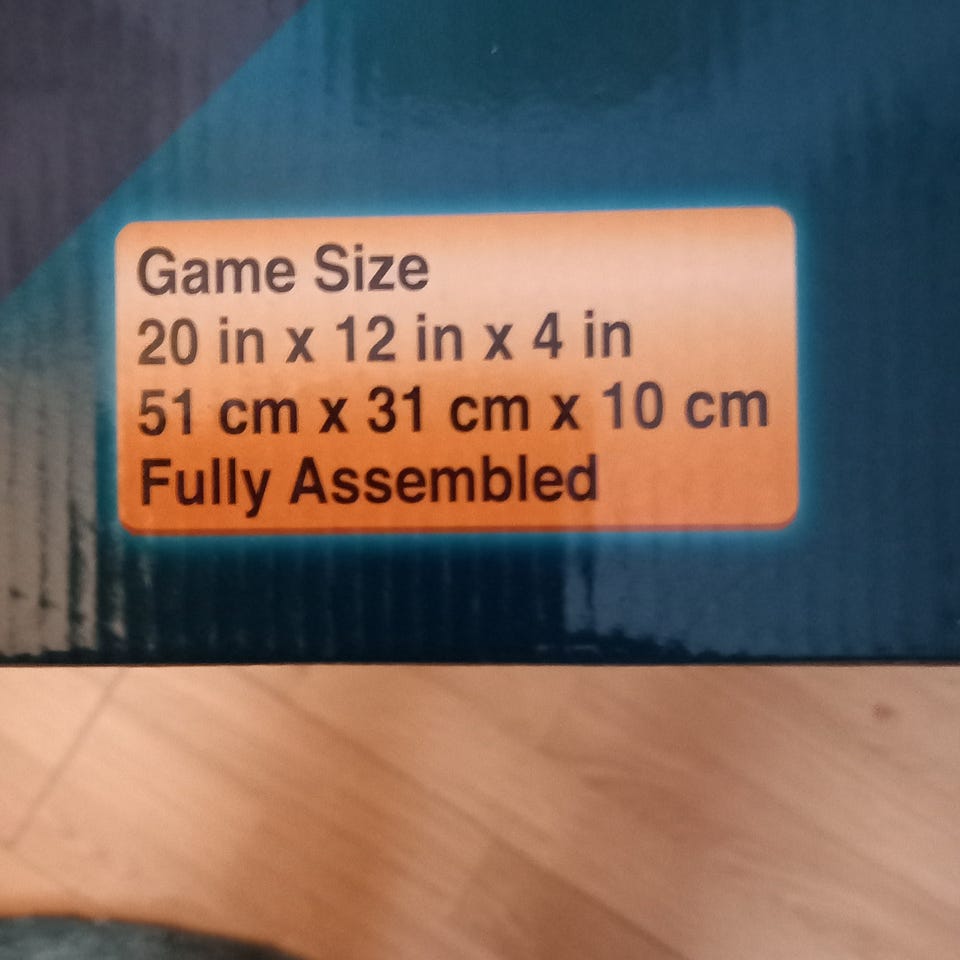 Game Size
20 in x 12 in x 4 in
51 cm x 31 cm x 10 cm
Fully Assembled